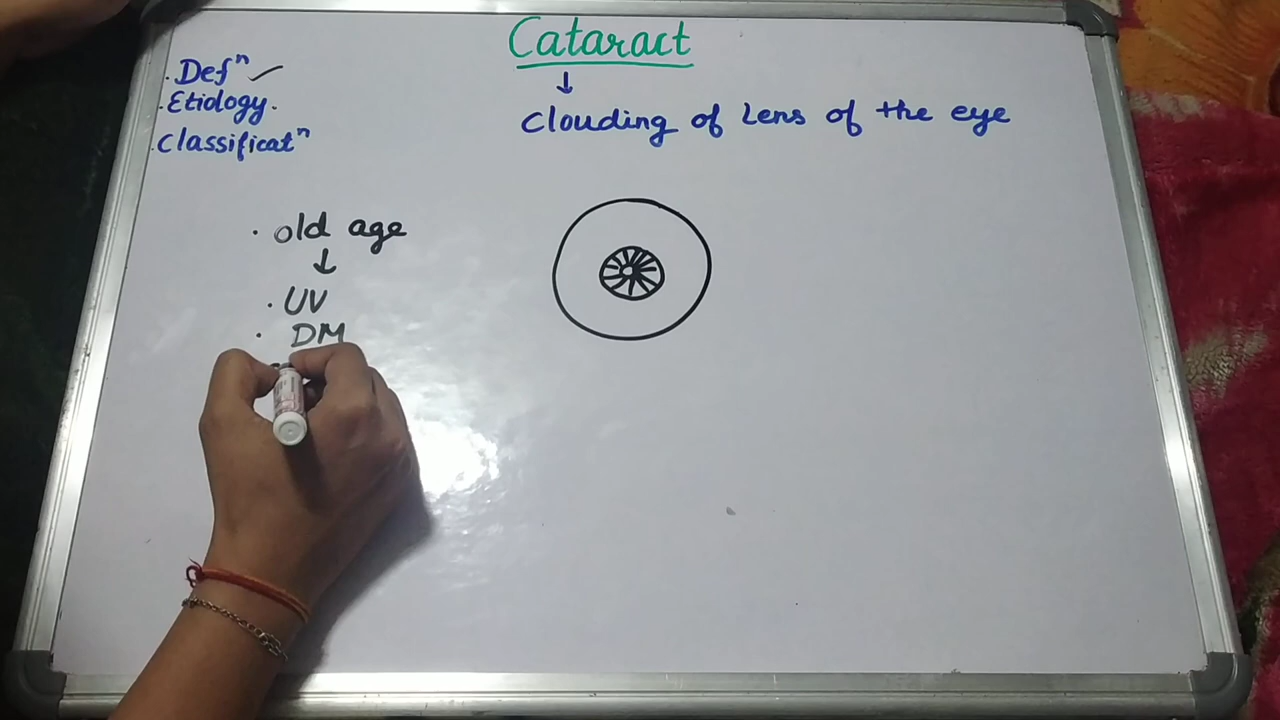 Cataract
↓
clouding of Lens of the eye
. Defⁿ ✓
. Etiology.
. Classificatⁿ
. old age
↓
. UV
. DM